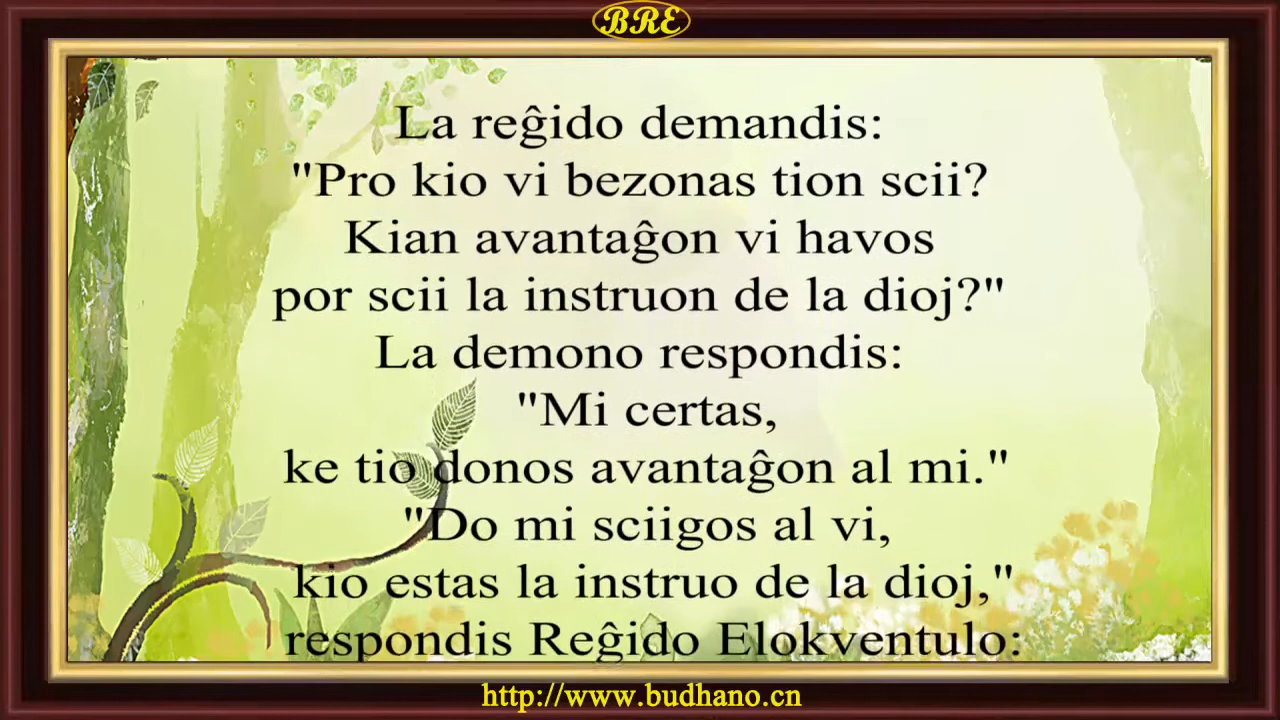 BRE
La reĝido demandis:
"Pro kio vi bezonas tion scii?
Kian avantaĝon vi havos
por scii la instruon de la dioj?"
La demono respondis:
"Mi certas,
ke tio donos avantaĝon al mi."
"Do mi sciigos al vi,
kio estas la instruo de la dioj,"
respondis Reĝido Elokventulo:
http://www.budhano.cn